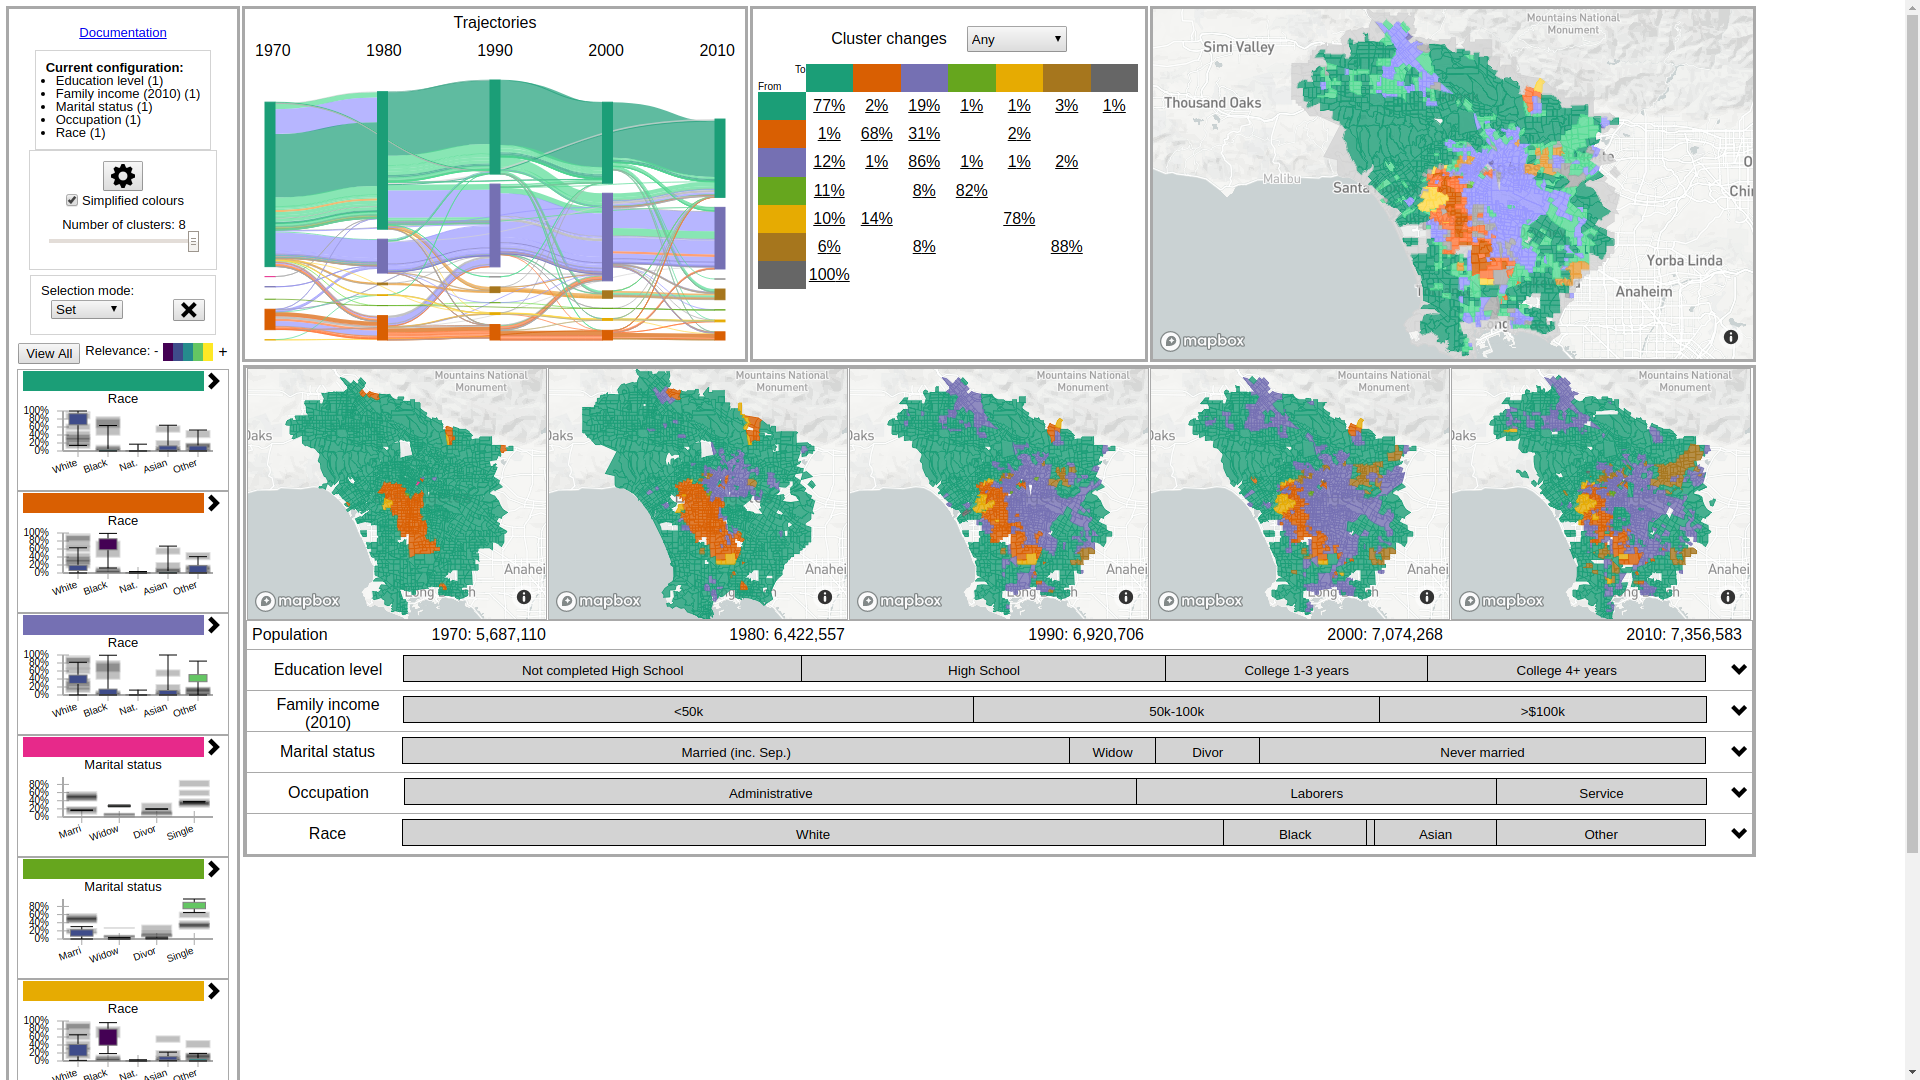 Documentation
Current configuration:
Education level (1)
Family income (2010) (1)
Marital status (1)
Occupation (1)
Race (1)
Simplified colours
Number of clusters: 8
Selection mode:
Set
View All
Relevance: - +
Race
100%
80%
60%
40%
20%
0%
White Black Nat. Asian Other
Race
100%
80%
60%
40%
20%
0%
White Black Nat. Asian Other
Race
100%
80%
60%
40%
20%
0%
White Black Nat. Asian Other
Marital status
80%
60%
40%
20%
0%
Marri Widow Divor Single
Marital status
80%
60%
40%
20%
0%
Marri Widow Divor Single
Race
100%
80%
60%
40%
20%
0%
White Black Nat. Asian Other
Trajectories
1970 1980 1990 2000 2010
Cluster changes Any
To
From
77% 2% 19% 1% 1% 3% 1%
1% 68% 31% 2%
12% 1% 86% 1% 1% 2%
11% 8% 82%
10% 14% 78%
6% 8% 88%
100%
Mountains National
Monument
Simi Valley
Thousand Oaks
Malibu
Santa
Yorba Linda
Anaheim
mapbox
Mountains National
Monument
Oaks
Anahei
mapbox
Mountains National
Monument
Oaks
Anahei
mapbox
Mountains National
Monument
Oaks
Anahei
mapbox
Mountains National
Monument
Oaks
Anahei
mapbox
Mountains National
Monument
Oaks
Anahei
mapbox
Population 1970: 5,687,110 1980: 6,422,557 1990: 6,920,706 2000: 7,074,268 2010: 7,356,583
Education level Not completed High School High School College 1-3 years College 4+ years
Family income
(2010)
<50k 50k-100k >$100k
Marital status Married (inc. Sep.) Widow Divor Never married
Occupation Administrative Laborers Service
Race White Black Asian Other